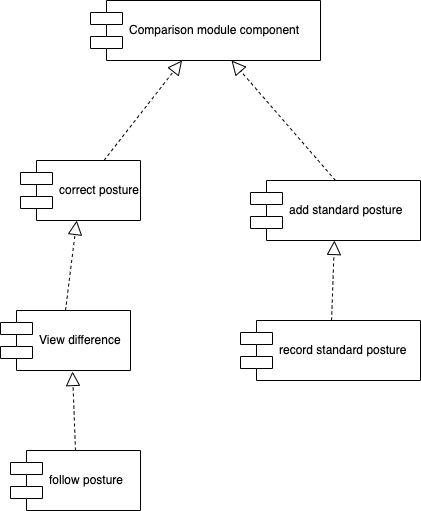 Comparison module component
correct posture
add standard posture
View difference
record standard posture
follow posture